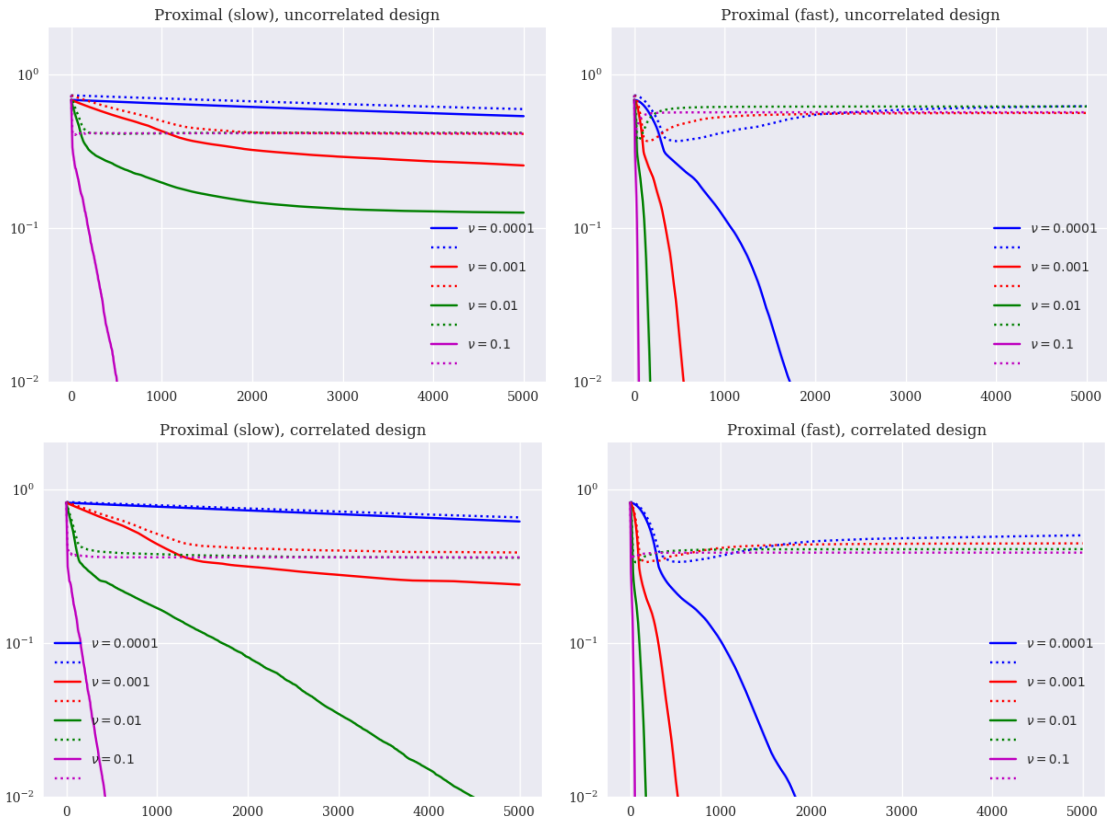 Proximal (slow), uncorrelated design
10⁰
10⁻¹
10⁻²
ν = 0.0001
ν = 0.001
ν = 0.01
ν = 0.1
0 1000 2000 3000 4000 5000
Proximal (fast), uncorrelated design
10⁰
10⁻¹
10⁻²
ν = 0.0001
ν = 0.001
ν = 0.01
ν = 0.1
0 1000 2000 3000 4000 5000
Proximal (slow), correlated design
10⁰
10⁻¹
10⁻²
ν = 0.0001
ν = 0.001
ν = 0.01
ν = 0.1
0 1000 2000 3000 4000 5000
Proximal (fast), correlated design
10⁰
10⁻¹
10⁻²
ν = 0.0001
ν = 0.001
ν = 0.01
ν = 0.1
0 1000 2000 3000 4000 5000